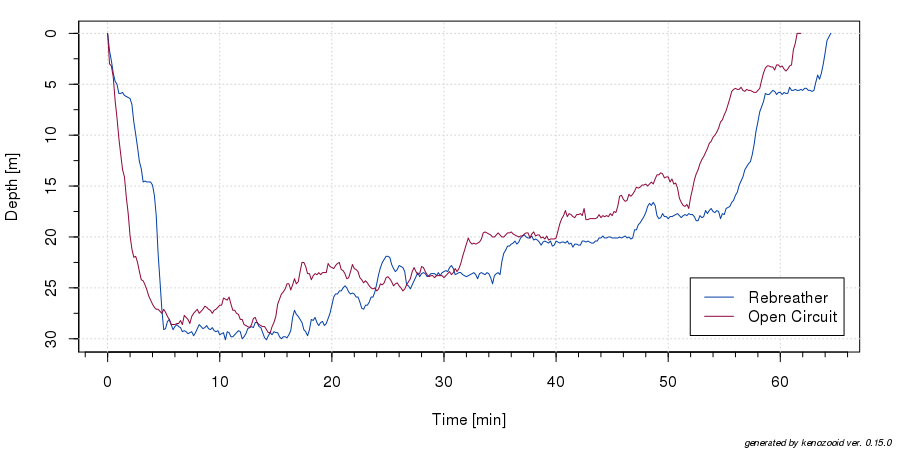 0
5
10
15
20
25
30
Depth [m]
Rebreather
Open Circuit
0 10 20 30 40 50 60
Time [min]
generated by kenozooid ver. 0.15.0